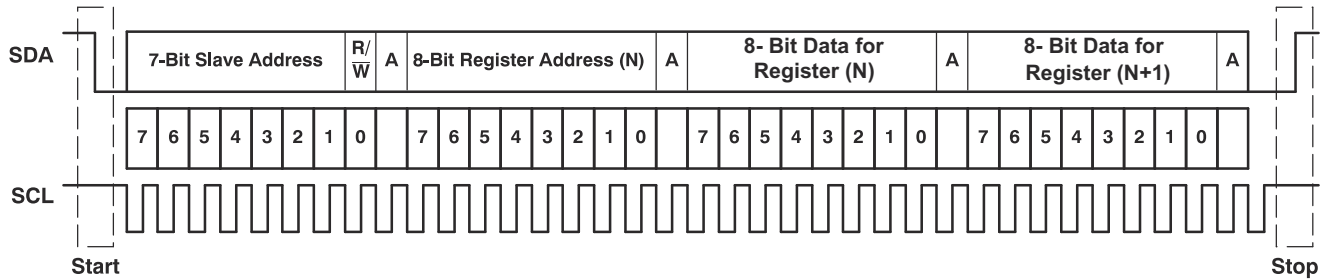 SDA
7-Bit Slave Address
R/
W
A
8-Bit Register Address (N)
A
8- Bit Data for
Register (N)
A
8- Bit Data for
Register (N+1)
A
7 6 5 4 3 2 1 0 7 6 5 4 3 2 1 0 7 6 5 4 3 2 1 0 7 6 5 4 3 2 1 0
SCL
Start
Stop